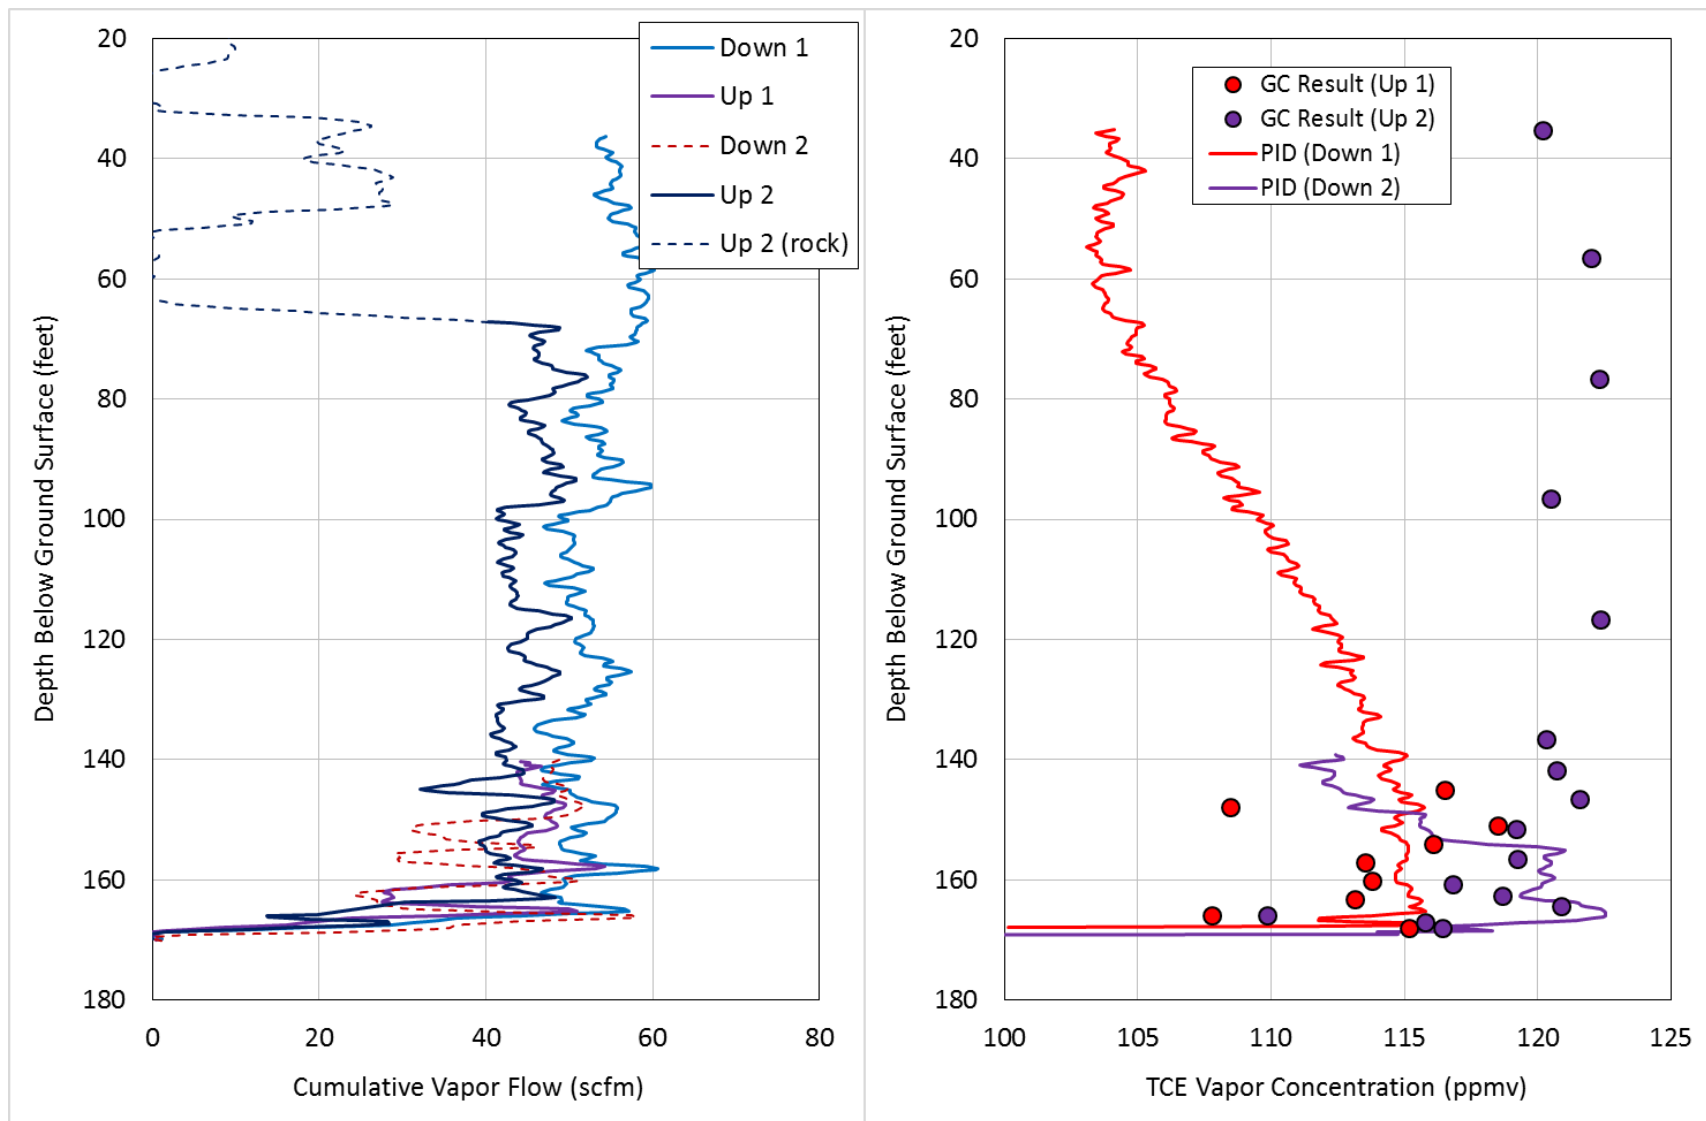 20
40
60
80
100
120
140
160
180
Depth Below Ground Surface (feet)
0
20
40
60
80
Cumulative Vapor Flow (scfm)
Down 1
Up 1
Down 2
Up 2
Up 2 (rock)
20
40
60
80
100
120
140
160
180
Depth Below Ground Surface (feet)
100
105
110
115
120
125
TCE Vapor Concentration (ppmv)
GC Result (Up 1)
GC Result (Up 2)
PID (Down 1)
PID (Down 2)